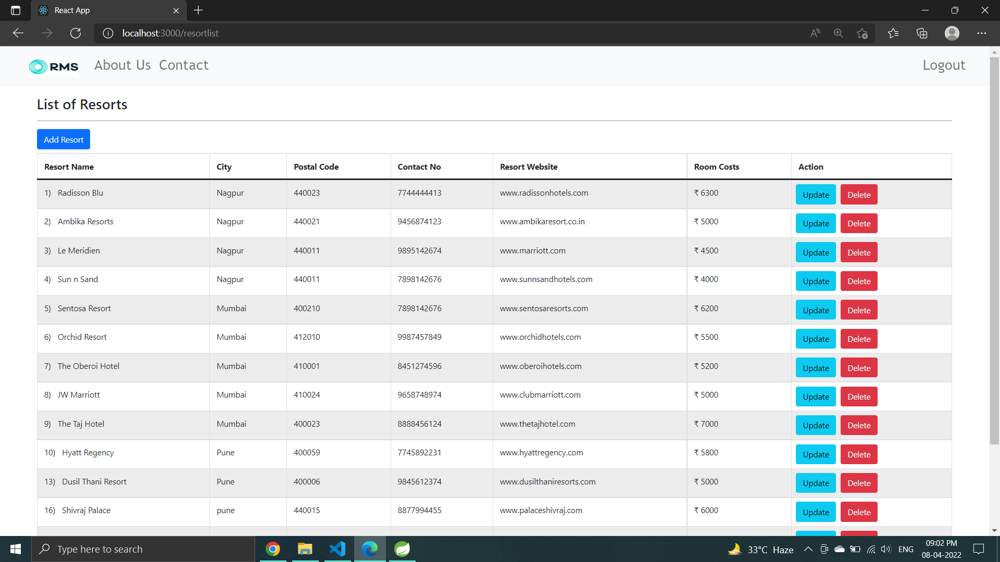 React App
localhost:3000/resortlist
RMS About Us Contact Logout
List of Resorts
Add Resort
Resort Name City Postal Code Contact No Resort Website Room Costs Action
1) Radisson Blu Nagpur 440023 7744444413 www.radissonhotels.com ₹ 6300 Update Delete
2) Ambika Resorts Nagpur 440021 9456874123 www.ambikaresort.co.in ₹ 5000 Update Delete
3) Le Meridien Nagpur 440011 9895142674 www.marriott.com ₹ 4500 Update Delete
4) Sun n Sand Nagpur 440011 7898142676 www.sunnsandhotels.com ₹ 4000 Update Delete
5) Sentosa Resort Mumbai 400210 7898142676 www.sentosaresorts.com ₹ 6200 Update Delete
6) Orchid Resort Mumbai 412010 9987457849 www.orchidhotels.com ₹ 5500 Update Delete
7) The Oberoi Hotel Mumbai 410001 8451274596 www.oberoihotels.com ₹ 5200 Update Delete
8) JW Marriott Mumbai 410024 9658748974 www.clubmarriott.com ₹ 5000 Update Delete
9) The Taj Hotel Mumbai 400023 8888456124 www.thetajhotel.com ₹ 7000 Update Delete
10) Hyatt Regency Pune 400059 7745892231 www.hyattregency.com ₹ 5800 Update Delete
13) Dusil Thani Resort Pune 400006 9845612374 www.dusilthaniresorts.com ₹ 5000 Update Delete
16) Shivraj Palace pune 440015 8877994455 www.palaceshivraj.com ₹ 6000 Update Delete
Type here to search 33°C Haze ENG 09:02 PM
08-04-2022